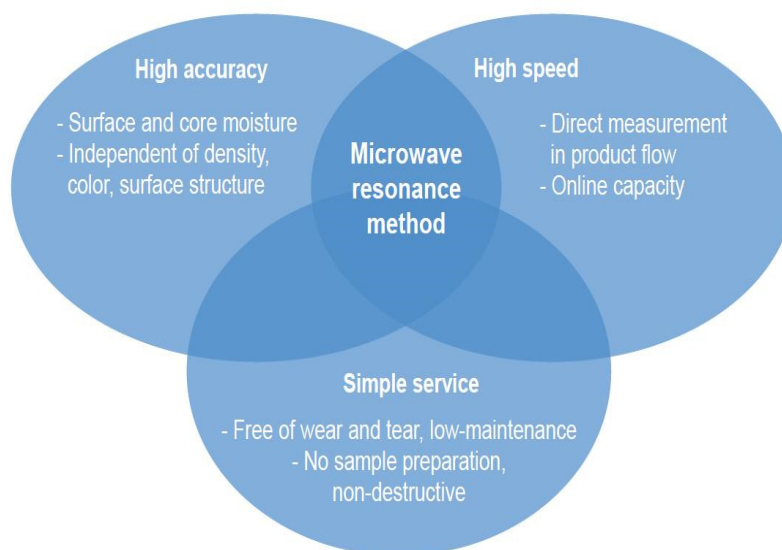 High accuracy
- Surface and core moisture
- Independent of density,
color, surface structure
High speed
- Direct measurement
in product flow
- Online capacity
Microwave
resonance
method
Simple service
- Free of wear and tear, low-maintenance
- No sample preparation,
non-destructive